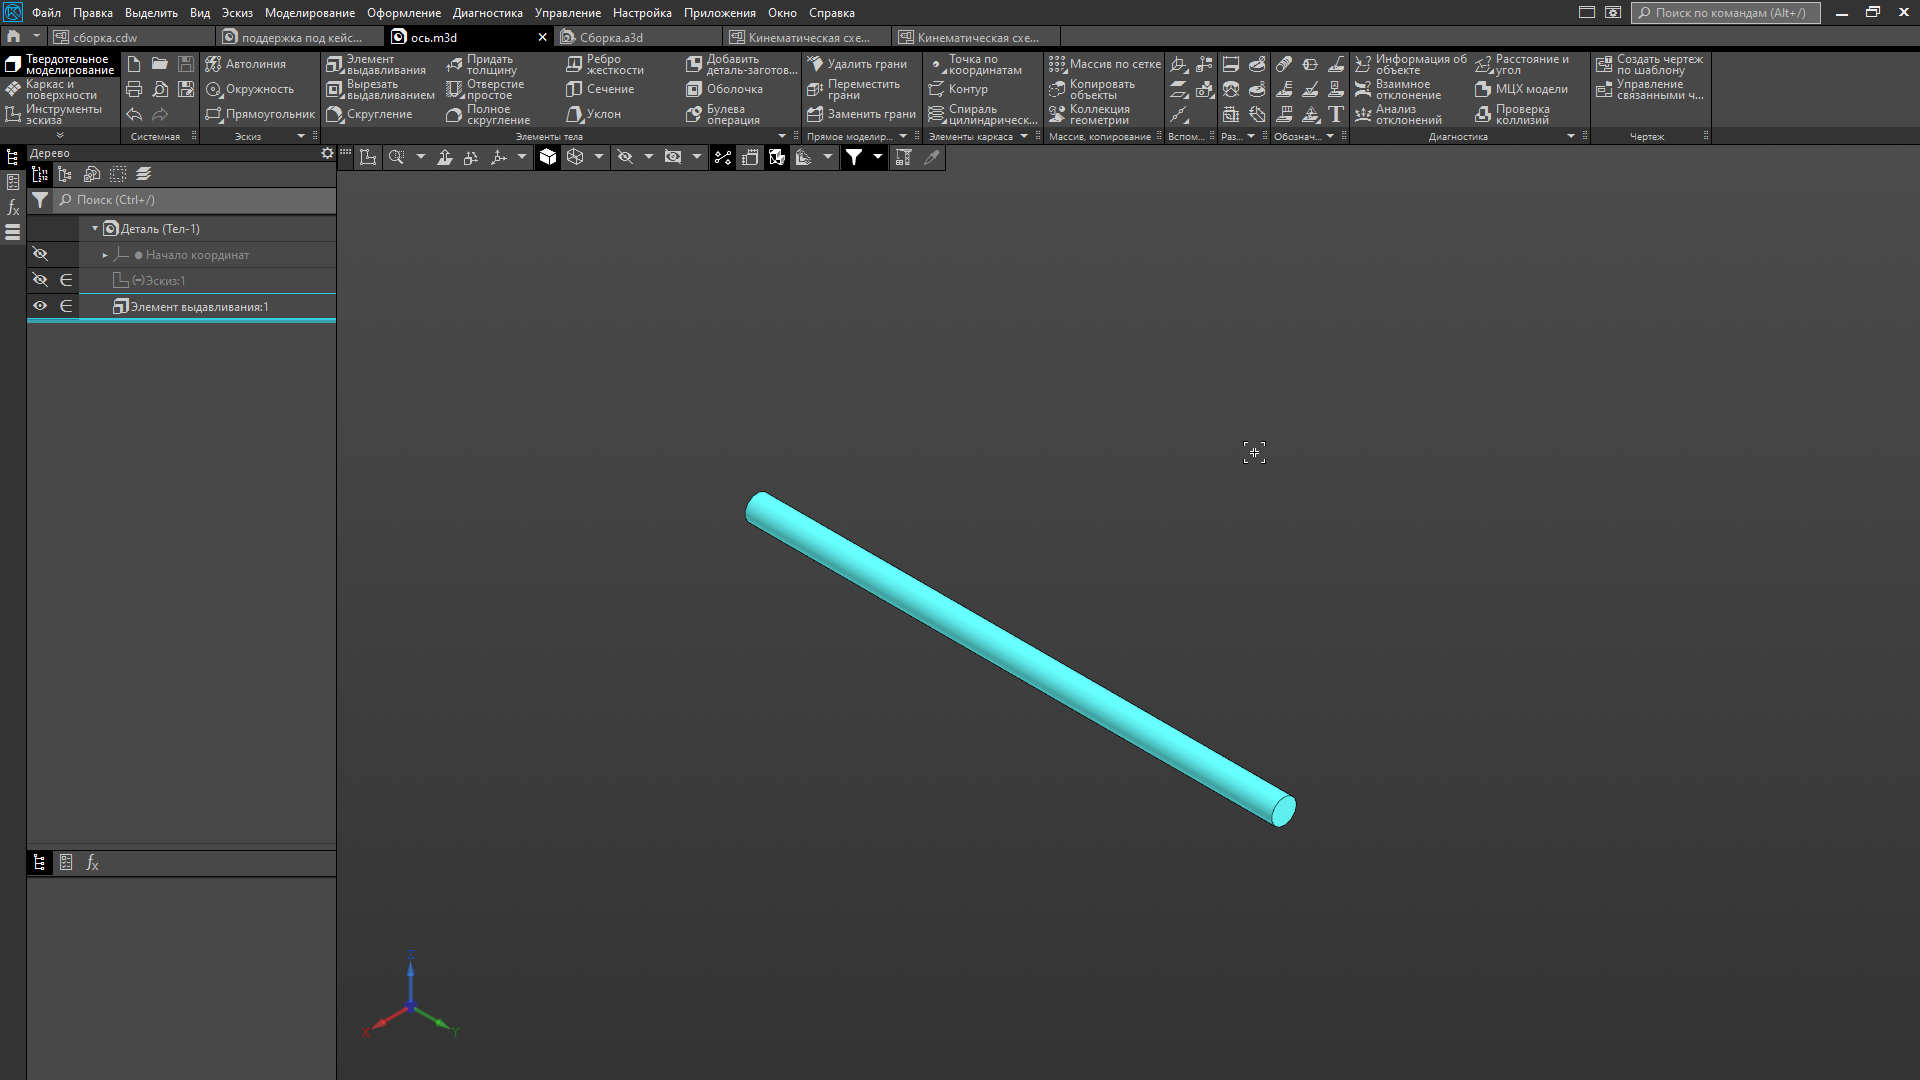 Файл Правка Выделить Вид Эскиз Моделирование Оформление Диагностика Управление Настройка Приложения Окно Справка Поиск по командам (Alt+/)
сборка.cdw поддержка под кейс... ось.m3d Сборка.a3d Кинематическая схе... Кинематическая схе...
Твердотельное моделирование
Каркас и поверхности
Инструменты эскиза
Системная
Автолиния
Окружность
Прямоугольник
Эскиз
Элемент выдавливания
Вырезать выдавливанием
Скругление
Придать толщину
Отверстие простое
Полное скругление
Ребро жесткости
Сечение
Уклон
Добавить деталь-заготов...
Оболочка
Булева операция
Элементы тела
Удалить грани
Переместить грани
Заменить грани
Прямое моделир...
Точка по координатам
Контур
Спираль цилиндрическ...
Элементы каркаса
Массив по сетке
Копировать объекты
Коллекция геометрии
Массив, копирование
Вспом...
Раз...
Обознач...
Информация об объекте
Взаимное отклонение
Анализ отклонений
Расстояние и угол
МЦХ модели
Проверка коллизий
Диагностика
Создать чертеж по шаблону
Управление связанными ч...
Чертеж
Дерево
Поиск (Ctrl+/)
Деталь (Тел-1)
Начало координат
(-)Эскиз:1
Элемент выдавливания:1
Z
X
Y